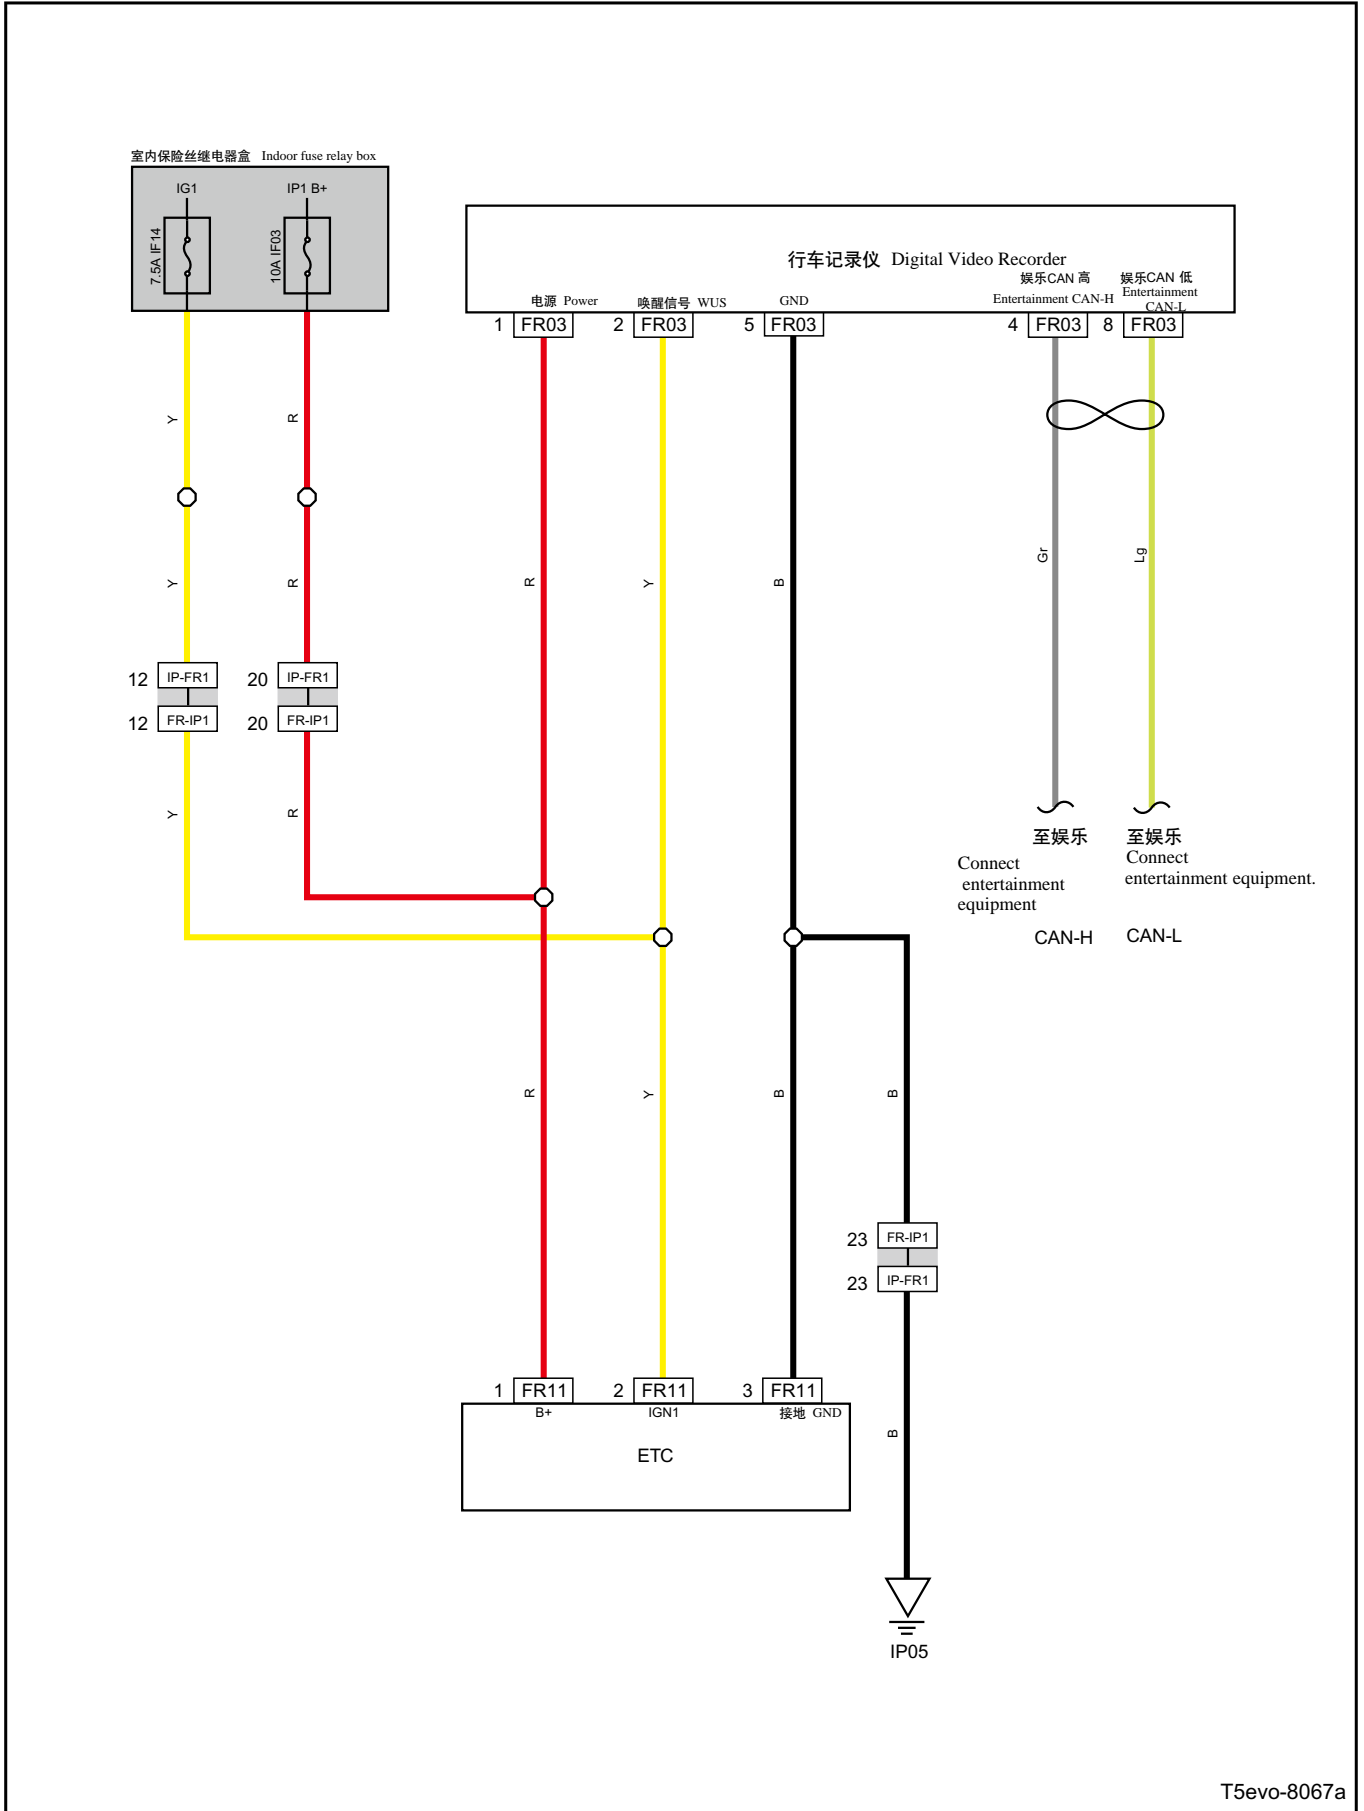 室内保险丝继电器盒 Indoor fuse relay box
IG1
IP1 B+
7.5A IF14
10A IF03
行车记录仪 Digital Video Recorder
电源 Power
唤醒信号 WUS
GND
娱乐CAN 高
Entertainment CAN-H
娱乐CAN 低
Entertainment
CAN-L
1 FR03
2 FR03
5 FR03
4 FR03
8 FR03
Y
R
Gr
Lg
Y
R
R
Y
B
12 IP-FR1
20 IP-FR1
12 FR-IP1
20 FR-IP1
Y
R
至娱乐
Connect
entertainment
equipment
CAN-H
至娱乐
Connect
entertainment equipment.
CAN-L
R
Y
B
B
23 FR-IP1
23 IP-FR1
1 FR11
2 FR11
3 FR11
B+
IGN1
接地 GND
ETC
B
IP05
T5evo-8067a